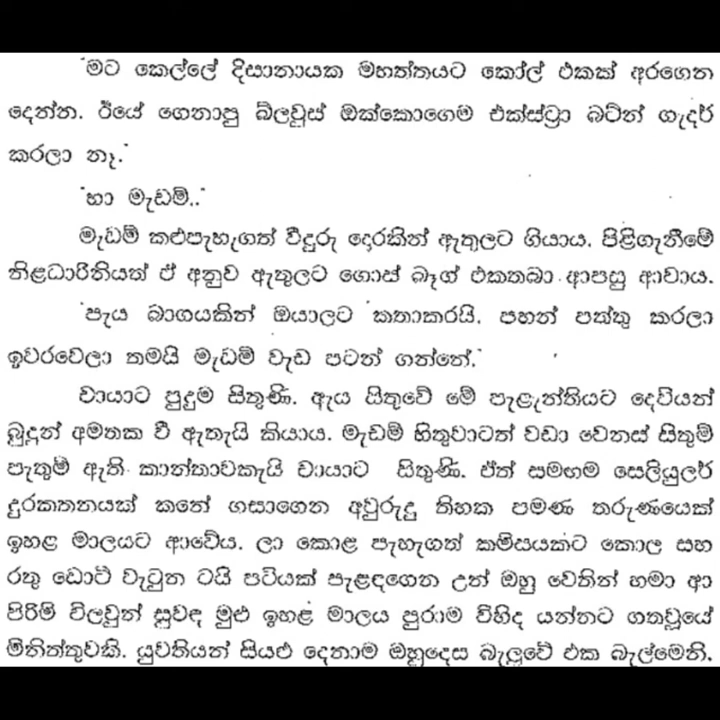 "මට කෙල්ලේ දිසානායක මහත්තයට කෝල් එකක් අරගෙන
දෙන්න. ඊයේ ගෙනාපු බ්ලවුස් ඔක්කොගෙම එක්ස්ට්‍රා බටන් ගැදර්
කරලා නෑ."
"හා මැඩම්.."
මැඩම් කළුපැහැගත් වීදුරු දොරකින් ඇතුලට ගියාය. පිළිගැනීමේ
නිළධාරිනියත් ඒ අනුව ඇතුලට ගොස් බෑග් එකතබා ආපසු ආවාය.
"පැය බාගයකින් ඔයාලට කතාකරයි. පහන් පත්තු කරලා
ඉවරවෙලා තමයි මැඩම් වැඩ පටන් ගන්නේ."
චායාට පුදුම සිතුණි. ඇය සිතුවේ මේ පැළැන්තියට දෙවියන්
බුදුන් අමතක වී ඇතැයි කියාය. මැඩම් හිතුවාටත් වඩා වෙනස් සිතුම්
පැතුම් ඇති කාන්තාවකැයි චායාට සිතුණි. ඒත් සමඟම සෙලියුලර්
දුරකතනයක් කනේ ගසාගෙන අවුරුදු තිහක පමණ තරුණයෙක්
ඉහළ මාලයට ආවේය. ලා කොළ පැහැගත් කමිසයකට කොල සහ
රතු ඩොට් වැටුන ටයි පටියක් පැළඳගෙන උන් ඔහු වෙතින් හමා ආ
පිරිමි විලවුන් සුවඳ මුළු ඉහළ මාලය පුරාම විහිද යන්නට ගතවූයේ
මිනිත්තුවකි. යුවතියන් සියළු දෙනාම ඔහුදෙස බැලුවේ එක බැල්මෙනි.